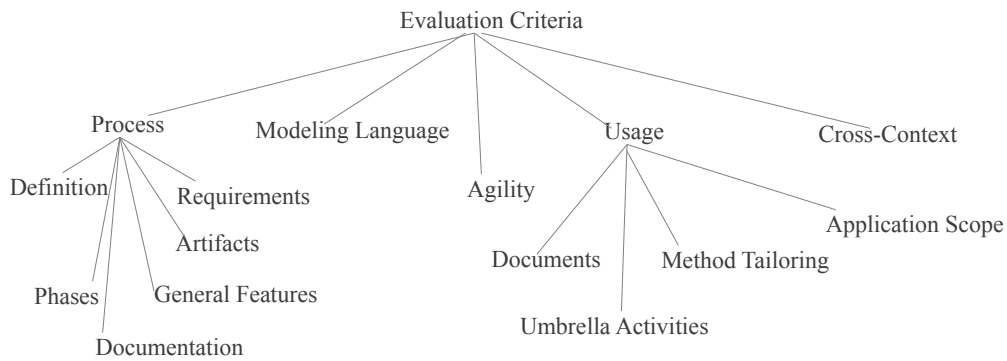 Evaluation Criteria
Process
Modeling Language
Usage
Cross-Context
Definition
Requirements
Agility
Artifacts
Application Scope
Documents
Method Tailoring
Phases
General Features
Umbrella Activities
Documentation